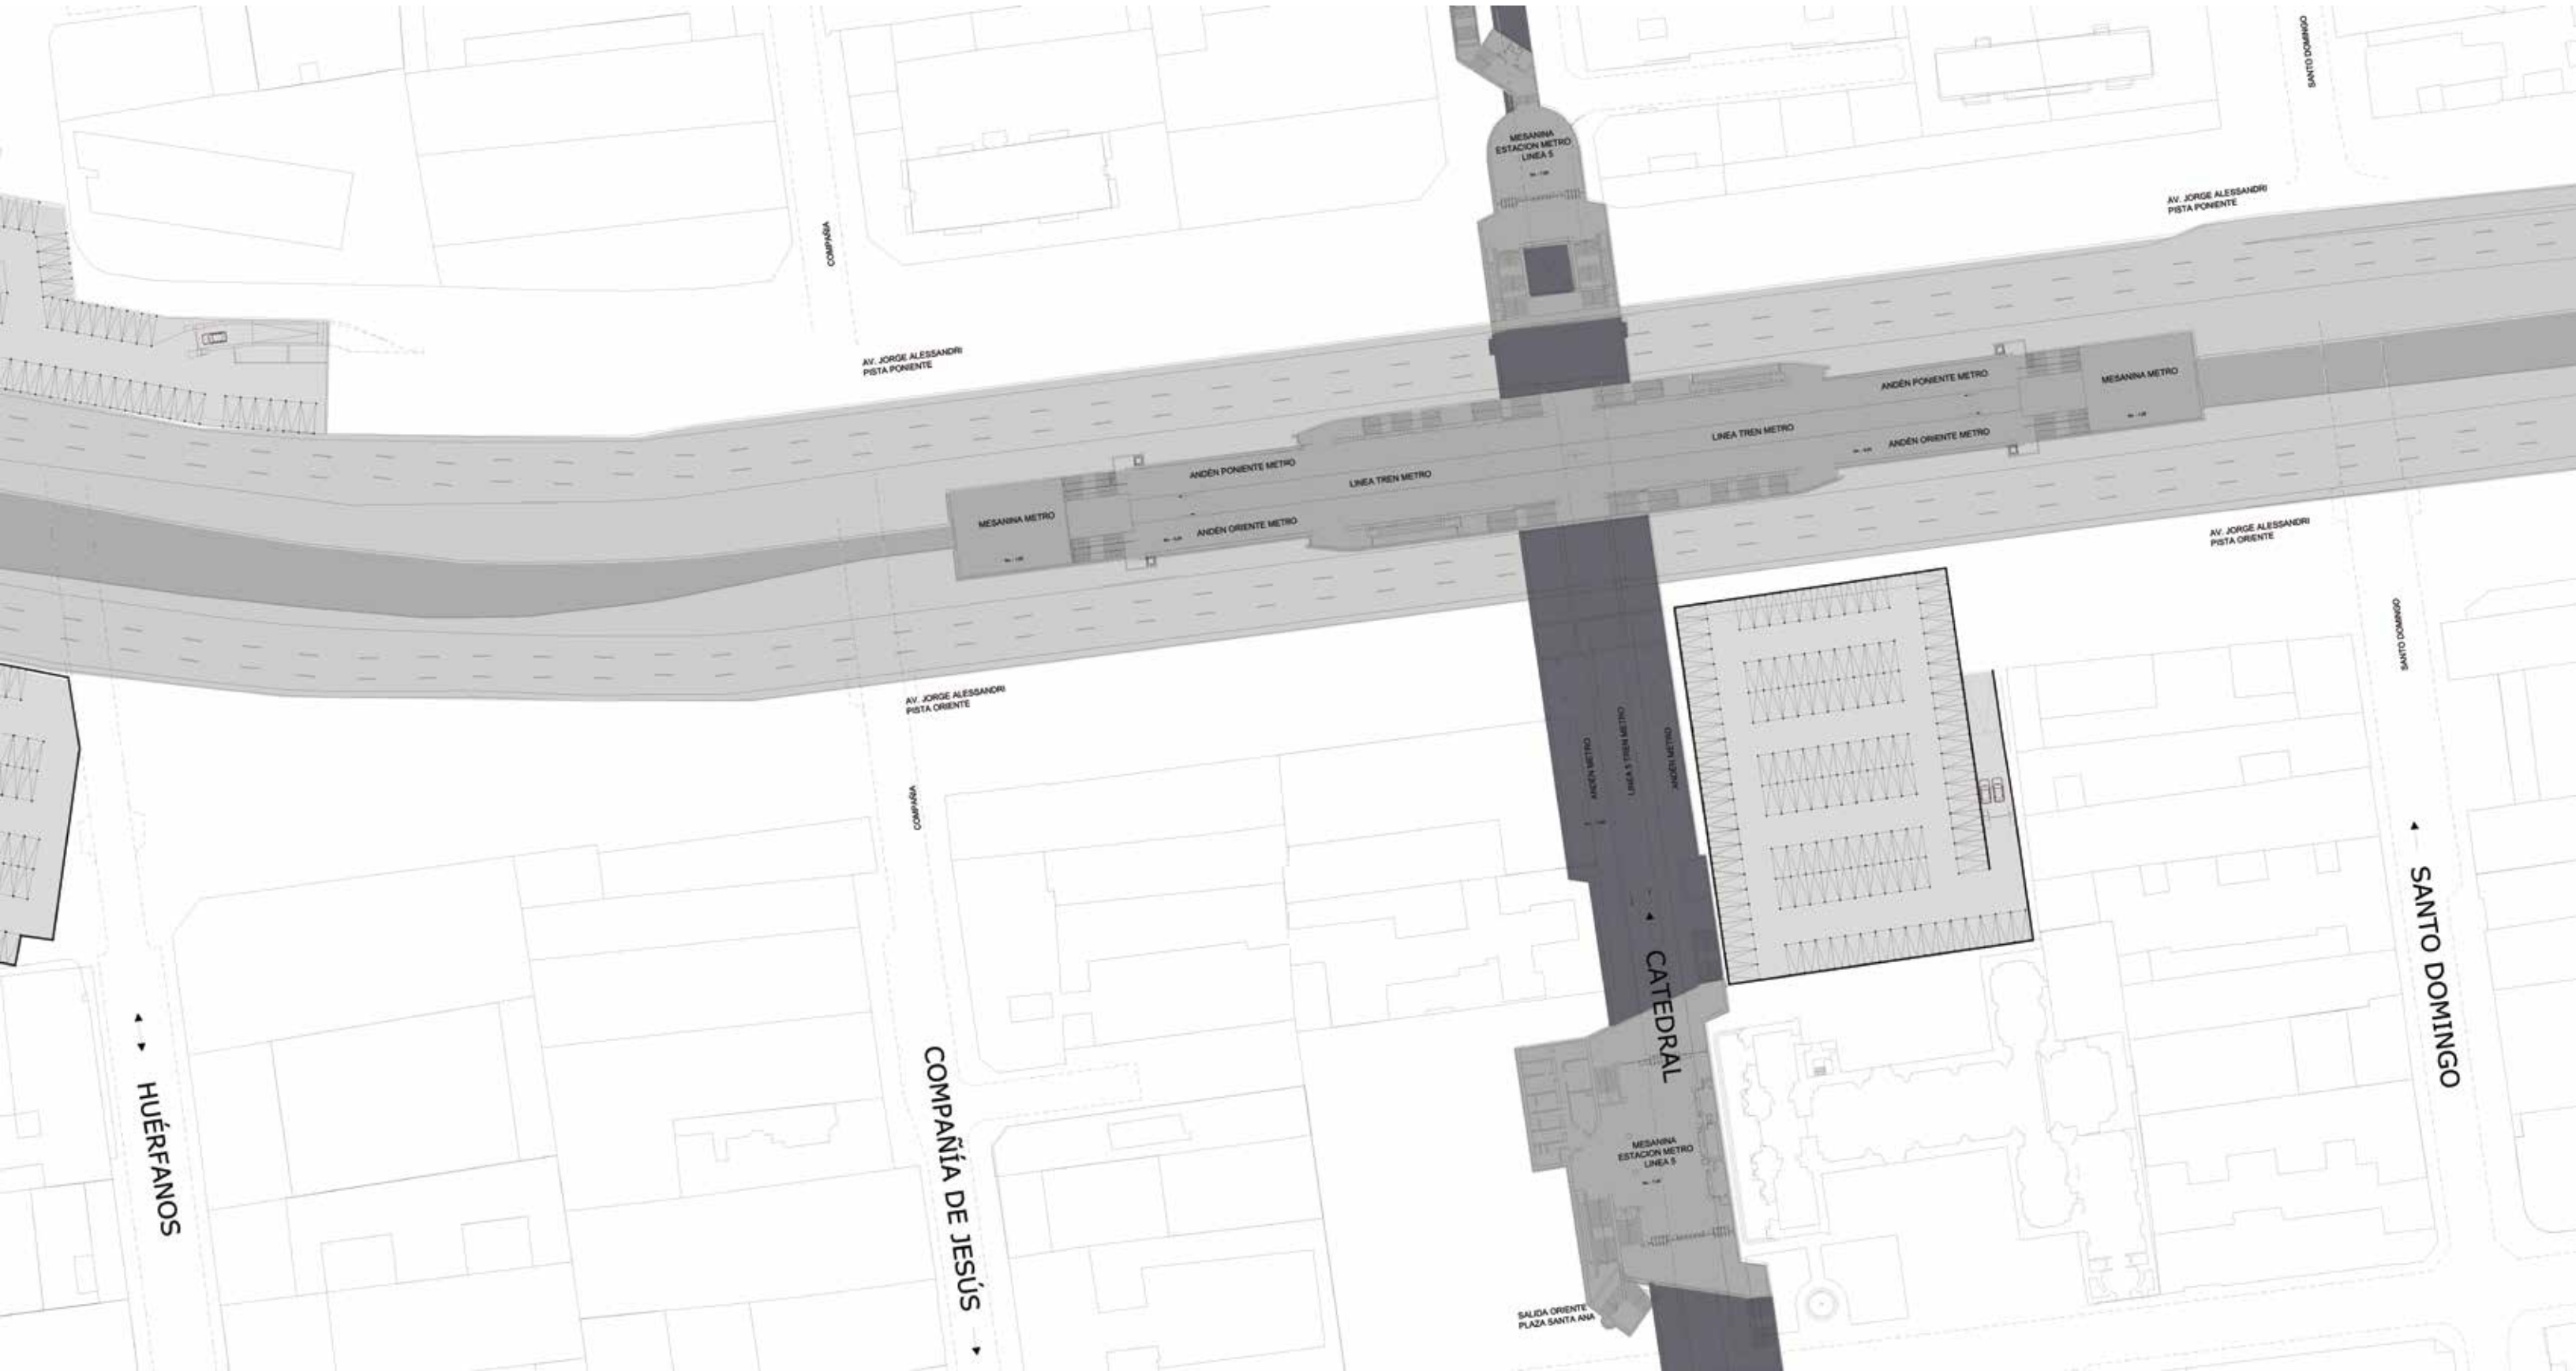 SANTO DOMINGO
MESANINA
ESTACION METRO
LINEA 5
AV. JORGE ALESSANDRI
PISTA PONIENTE
COMPAÑIA
AV. JORGE ALESSANDRI
PISTA PONIENTE
MESANINA METRO
ANDÉN PONIENTE METRO
LINEA TREN METRO
ANDÉN ORIENTE METRO
ANDÉN PONIENTE METRO
LINEA TREN METRO
MESANINA METRO
ANDÉN ORIENTE METRO
AV. JORGE ALESSANDRI
PISTA ORIENTE
SANTO DOMINGO
AV. JORGE ALESSANDRI
PISTA ORIENTE
ANDÉN METRO
LINEA 5 TREN METRO
ANDÉN METRO
COMPAÑIA
SANTO DOMINGO
CATEDRAL
HUÉRFANOS
COMPAÑÍA DE JESÚS
MESANINA
ESTACION METRO
LINEA 5
SALIDA ORIENTE
PLAZA SANTA ANA